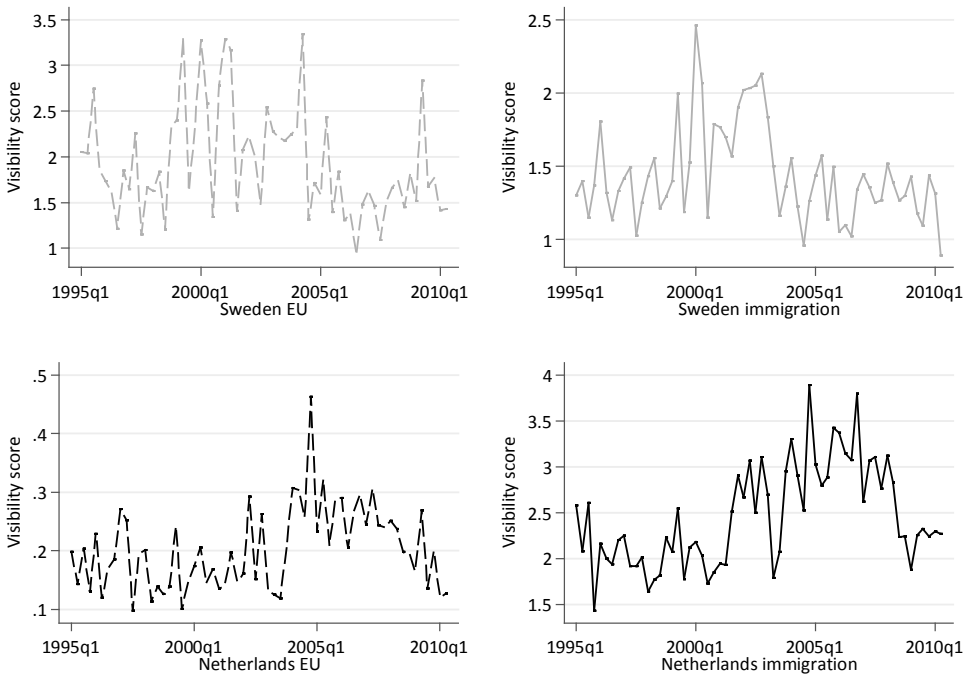 3.5
3
2.5
2
1.5
1
Visibility score
1995q1 2000q1 2005q1 2010q1
Sweden EU
2.5
2
1.5
1
Visibility score
1995q1 2000q1 2005q1 2010q1
Sweden immigration
.5
.4
.3
.2
.1
Visibility score
1995q1 2000q1 2005q1 2010q1
Netherlands EU
4
3.5
3
2.5
2
1.5
Visibility score
1995q1 2000q1 2005q1 2010q1
Netherlands immigration